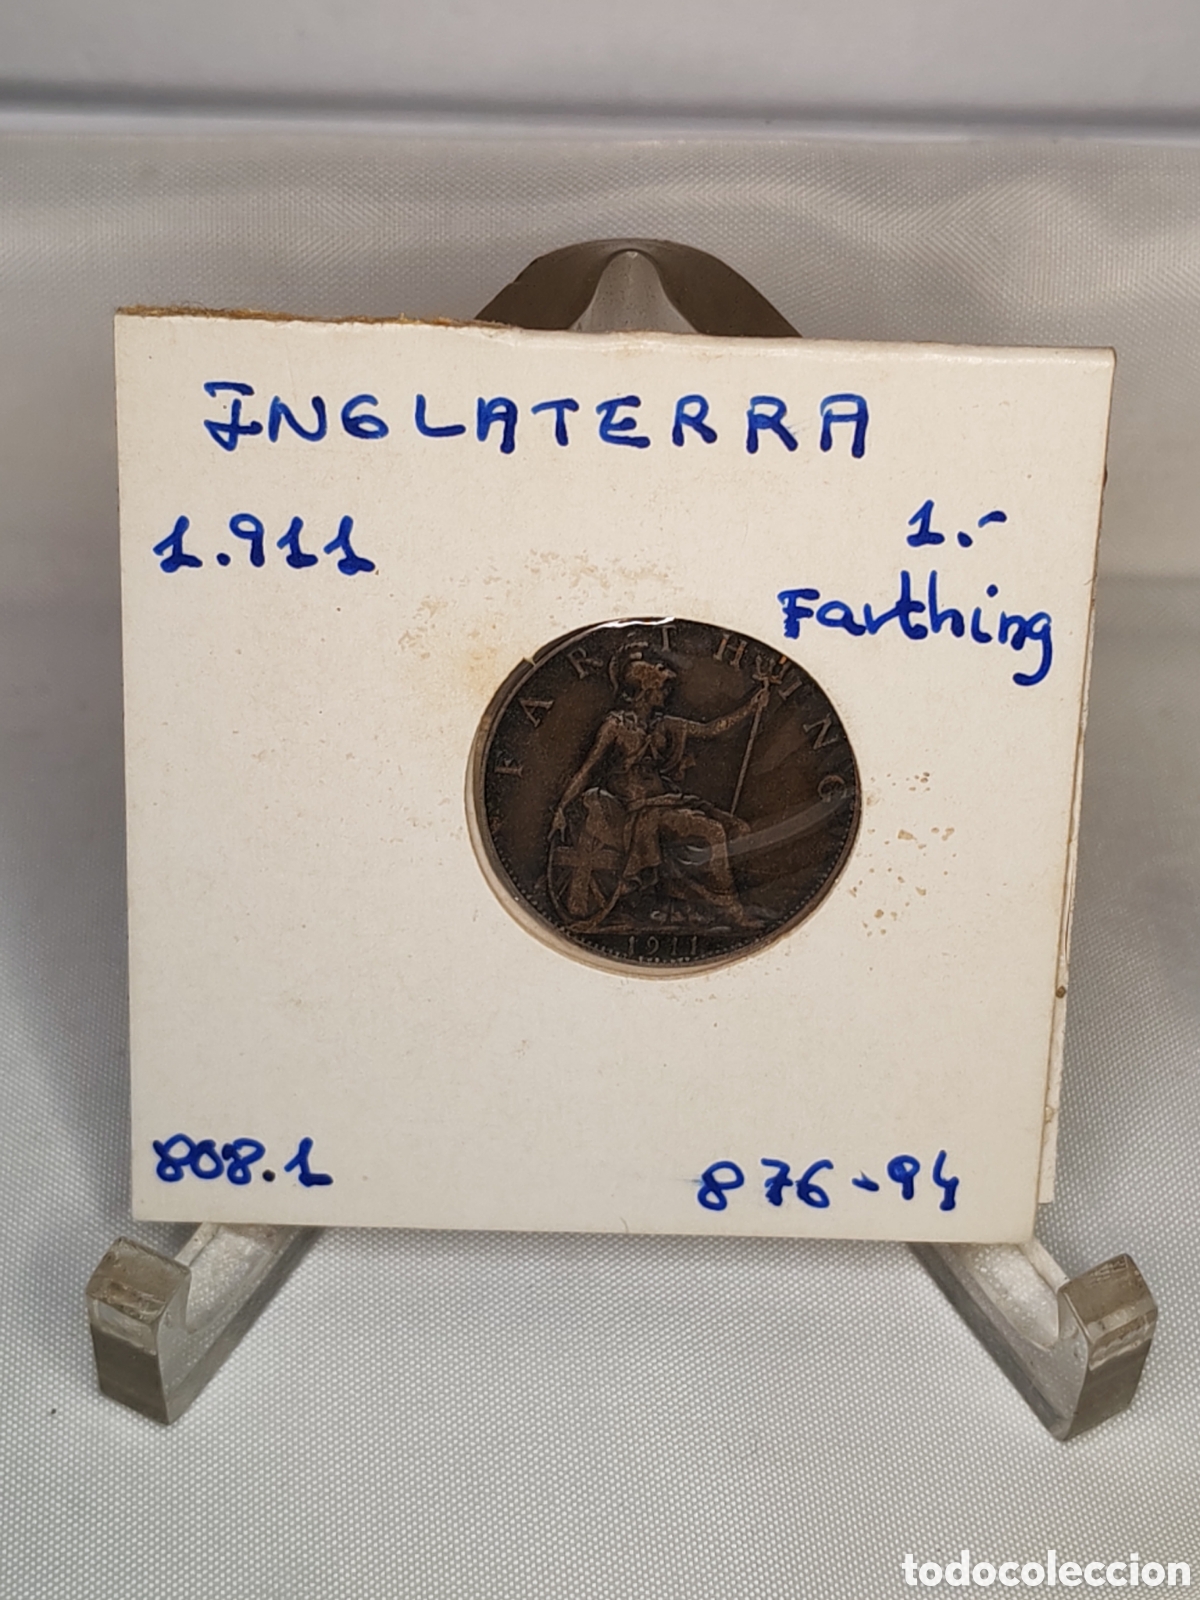 INGLATERRA
1.911
1.-
Farthing
FARTHING
1911
808.1
876-94
todocoleccion